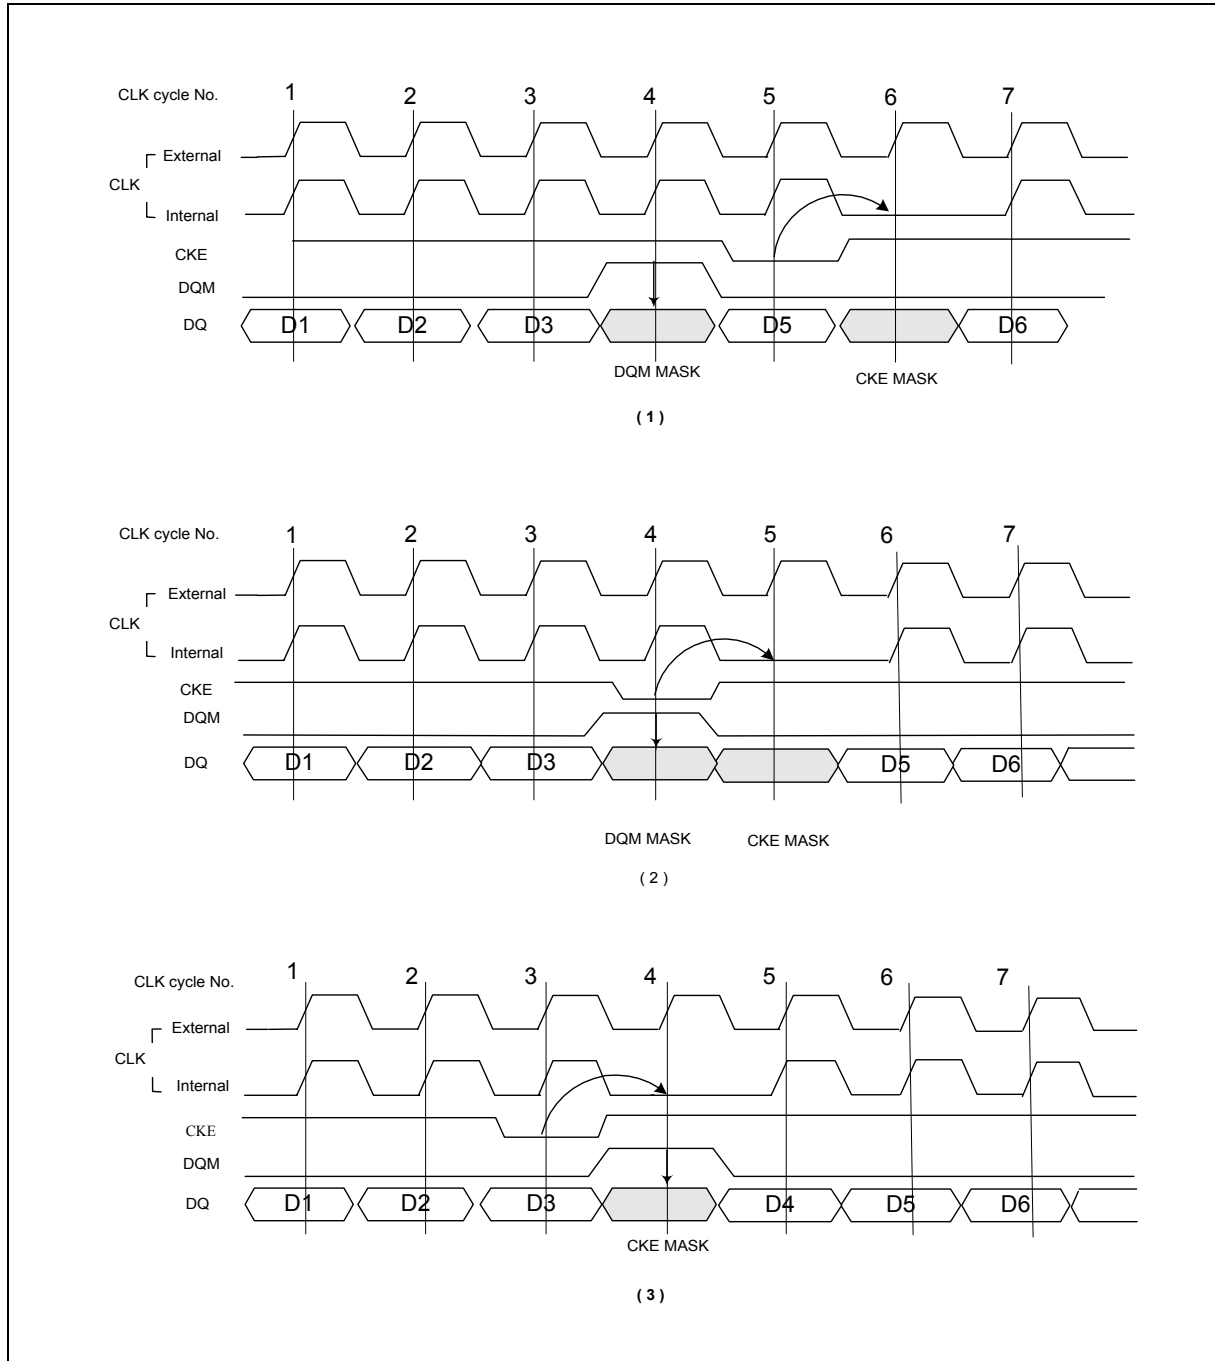 CLK cycle No. 1 2 3 4 5 6 7
External
CLK
Internal
CKE
DQM
DQ D1 D2 D3 D5 D6
DQM MASK CKE MASK
( 1 )
CLK cycle No. 1 2 3 4 5 6 7
External
CLK
Internal
CKE
DQM
DQ D1 D2 D3 D5 D6
DQM MASK CKE MASK
( 2 )
CLK cycle No. 1 2 3 4 5 6 7
External
CLK
Internal
CKE
DQM
DQ D1 D2 D3 D4 D5 D6
CKE MASK
( 3 )